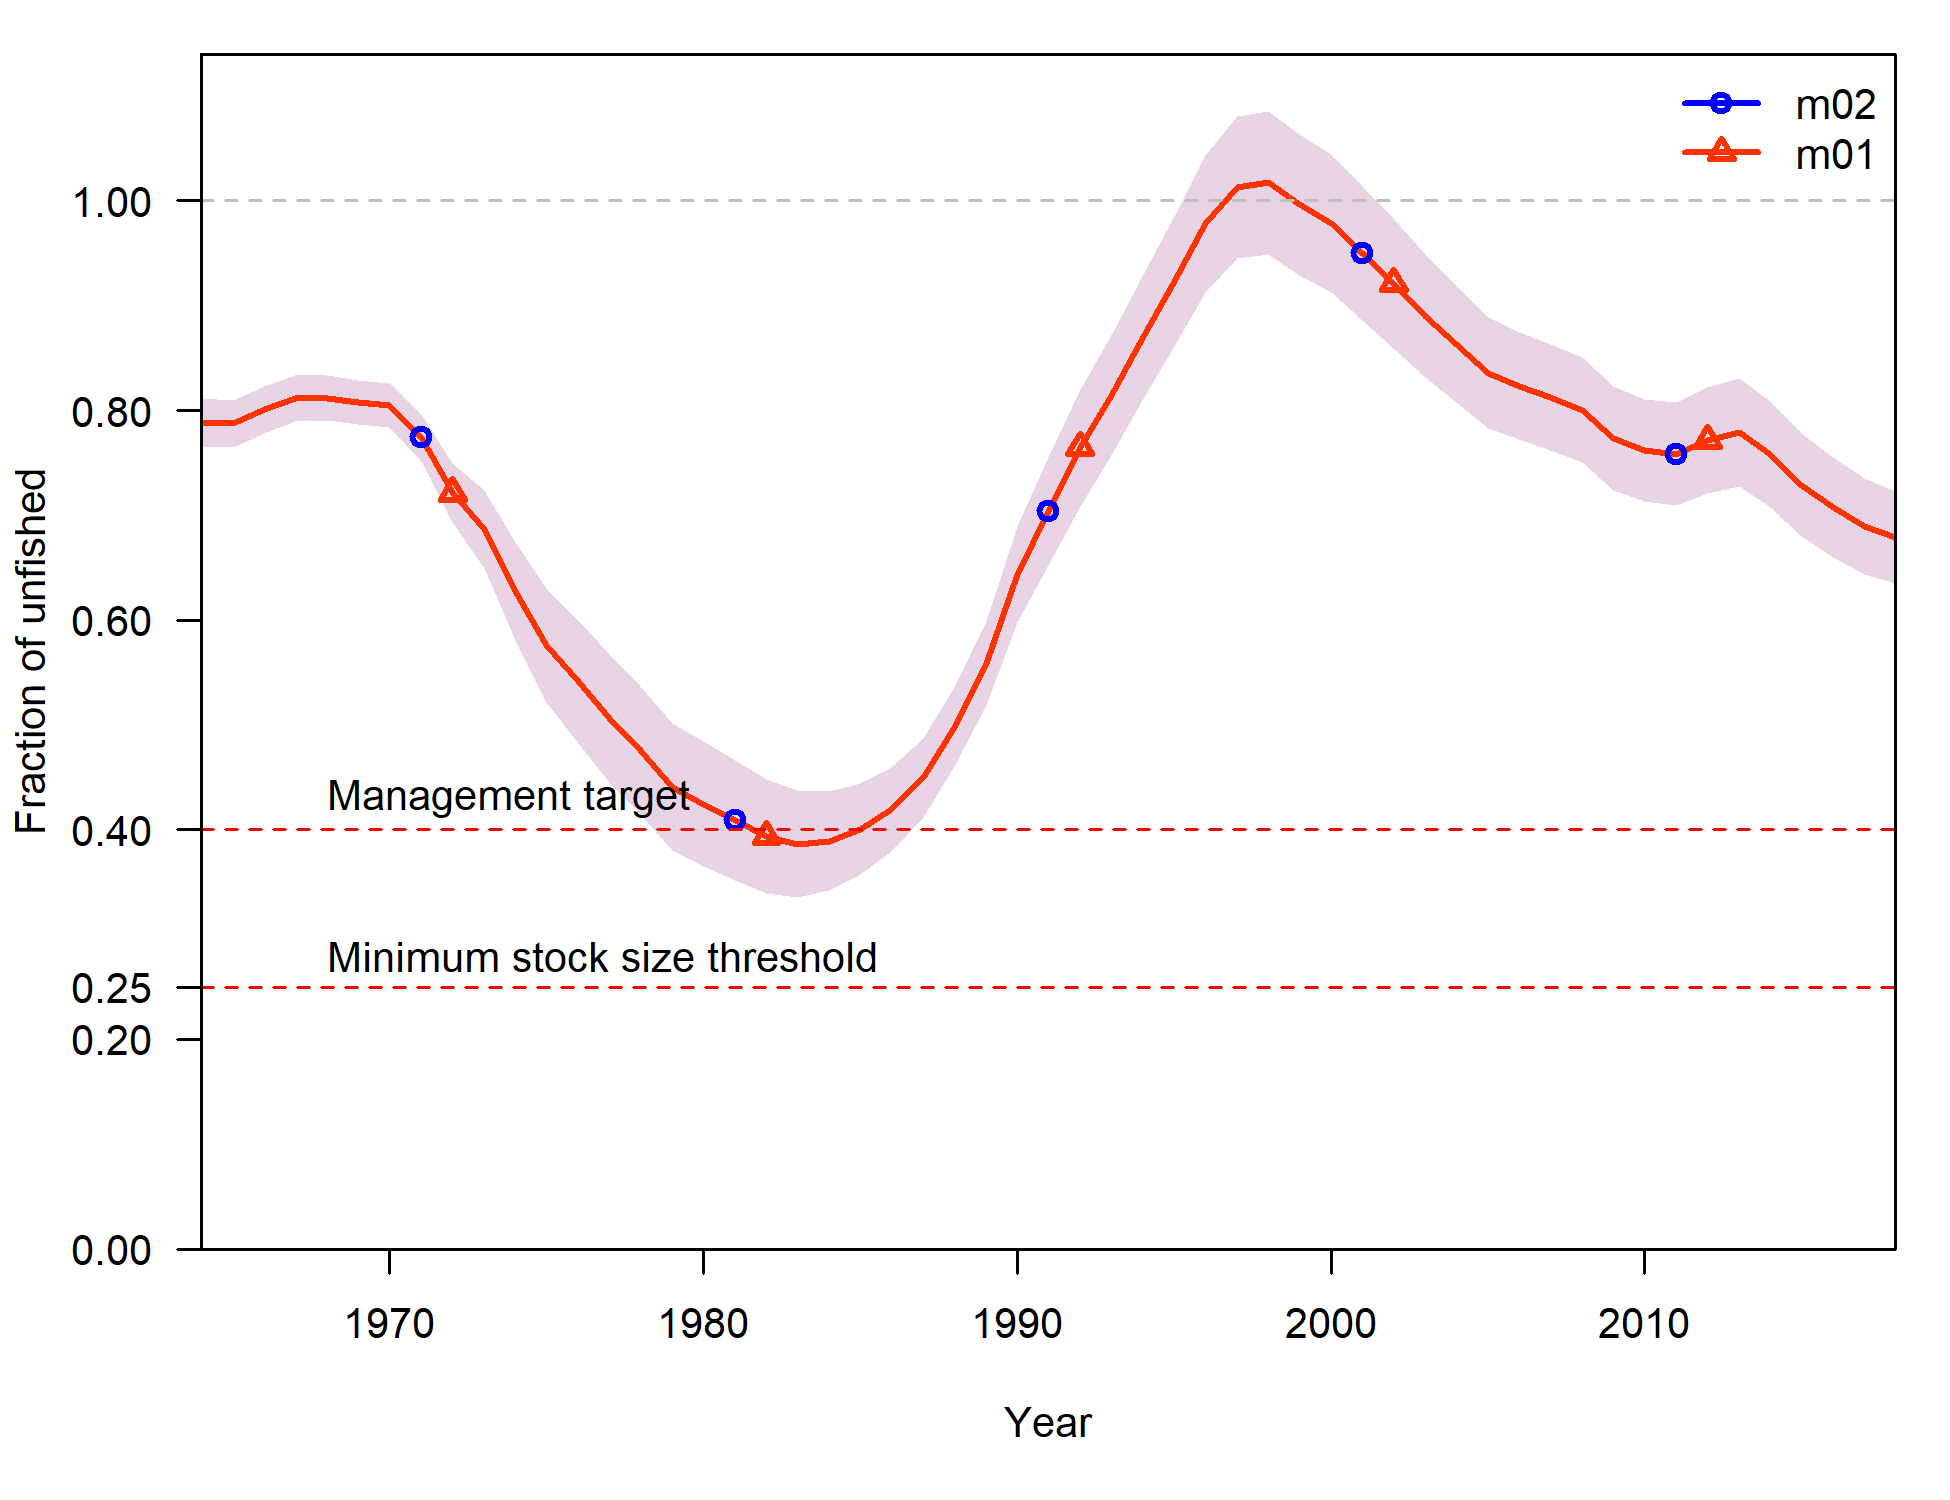 m02
m01
1.00
0.80
0.60
0.40
0.25
0.20
0.00
Fraction of unfished
Management target
Minimum stock size threshold
1970
1980
1990
2000
2010
Year